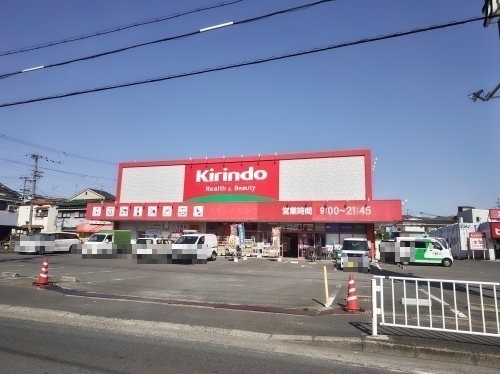 Kirindo
Health & Beauty
営業時間 9:00~21:45